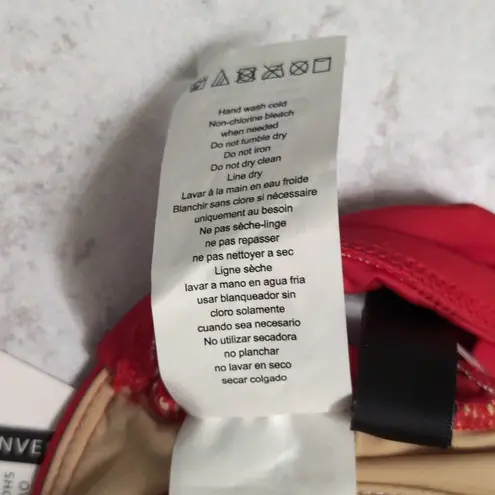 Hand wash cold
Non-chlorine bleach
when needed
Do not tumble dry
Do not iron
Do not dry clean
Line dry
Lavar à la main en eau froide
Blanchir sans clore si nécessaire
uniquement au besoin
Ne pas sèche-linge
ne pas repasser
ne pas nettoyer a sec
Ligne sèche
lavar a mano en agua fria
usar blanqueador sin
cloro solamente
cuando sea necesario
No utilizar secadora
no planchar
no lavar en seco
secar colgado